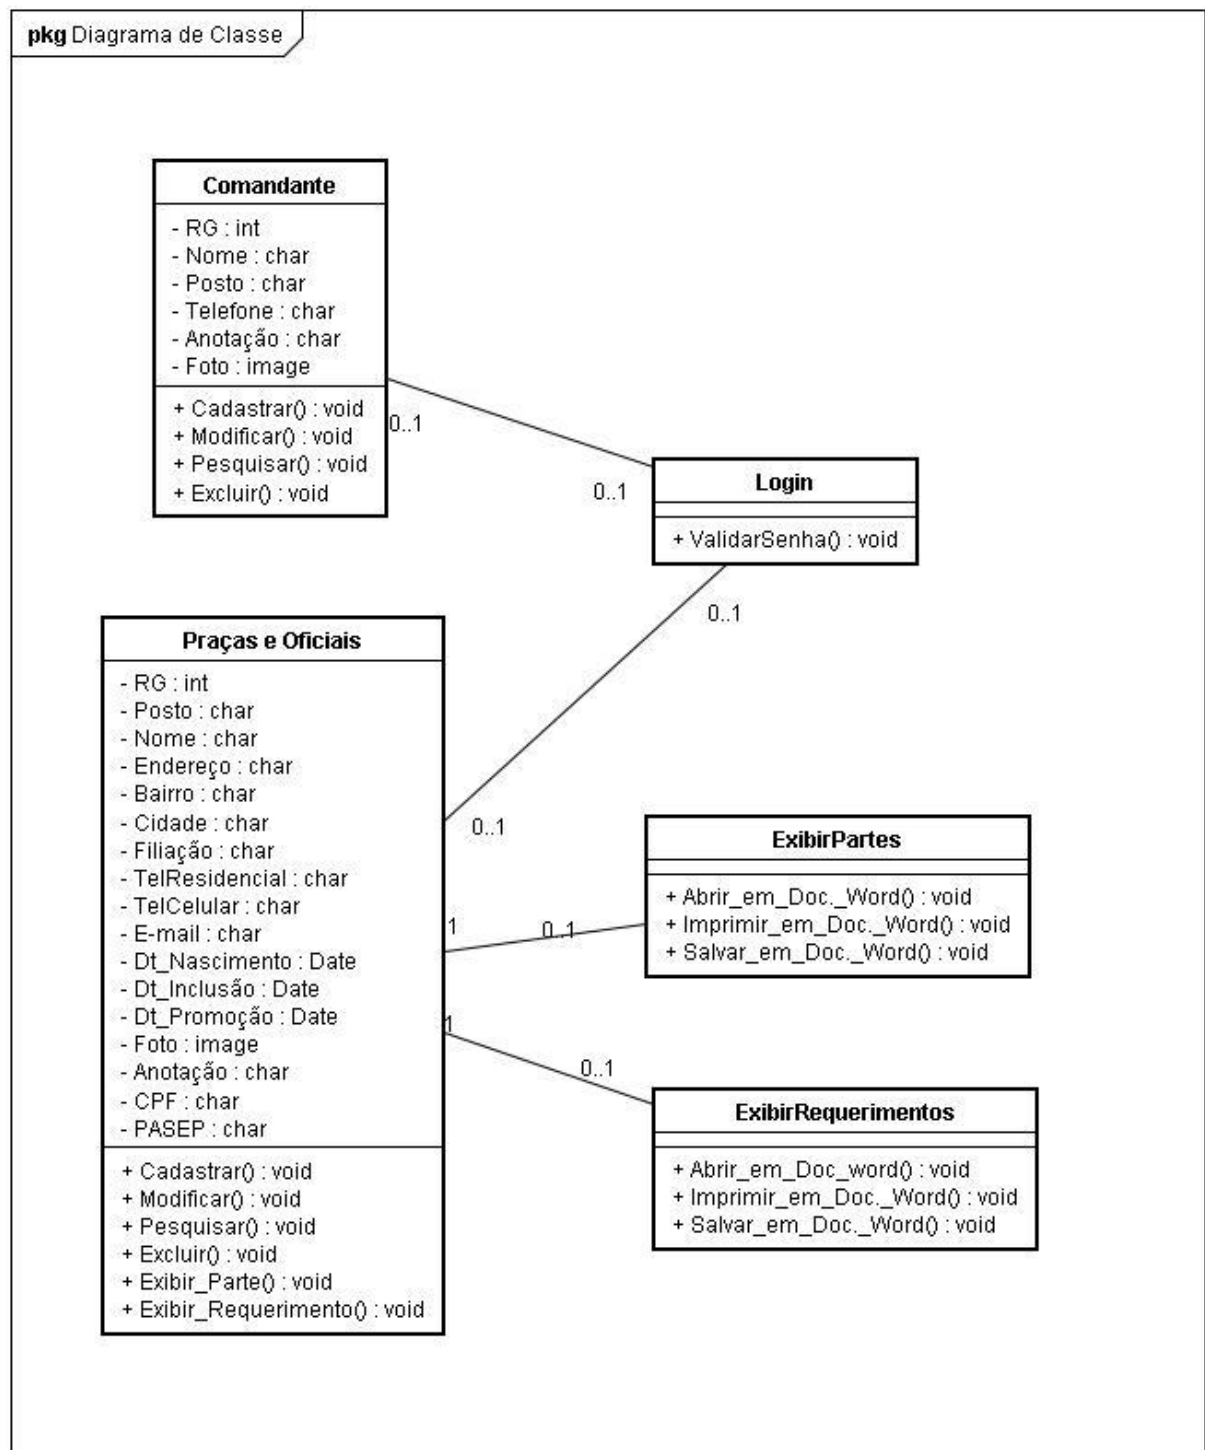 pkg Diagrama de Classe
Comandante
- RG : int
- Nome : char
- Posto : char
- Telefone : char
- Anotação : char
- Foto : image
+ Cadastrar() : void
+ Modificar() : void
+ Pesquisar() : void
+ Excluir() : void
0..1
0..1
Login
+ ValidarSenha() : void
0..1
0..1
Praças e Oficiais
- RG : int
- Posto : char
- Nome : char
- Endereço : char
- Bairro : char
- Cidade : char
- Filiação : char
- TelResidencial : char
- TelCelular : char
- E-mail : char
- Dt_Nascimento : Date
- Dt_Inclusão : Date
- Dt_Promoção : Date
- Foto : image
- Anotação : char
- CPF : char
- PASEP : char
+ Cadastrar() : void
+ Modificar() : void
+ Pesquisar() : void
+ Excluir() : void
+ Exibir_Parte() : void
+ Exibir_Requerimento() : void
1
0..1
ExibirPartes
+ Abrir_em_Doc._Word() : void
+ Imprimir_em_Doc._Word() : void
+ Salvar_em_Doc._Word() : void
1
0..1
ExibirRequerimentos
+ Abrir_em_Doc_word() : void
+ Imprimir_em_Doc._Word() : void
+ Salvar_em_Doc._Word() : void